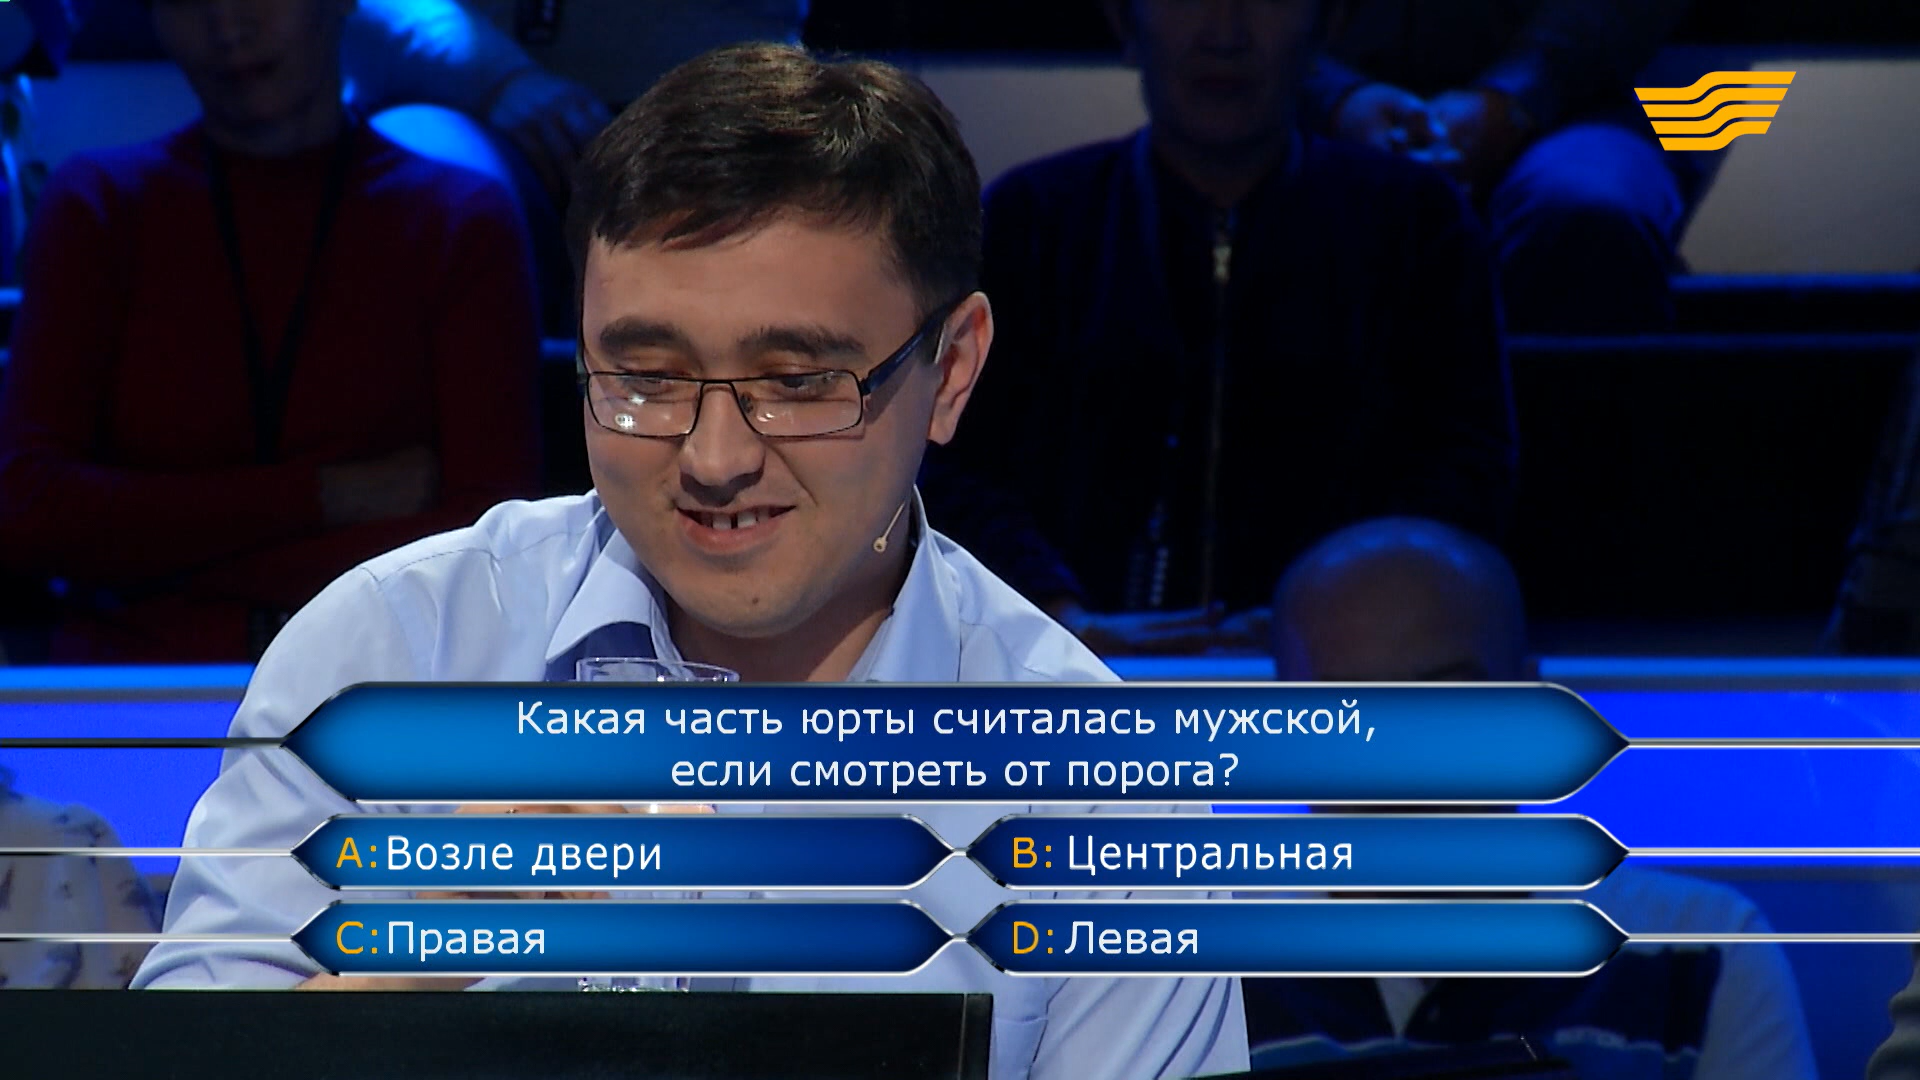 Какая часть юрты считалась мужской,
если смотреть от порога?
A: Возле двери
B: Центральная
C: Правая
D: Левая